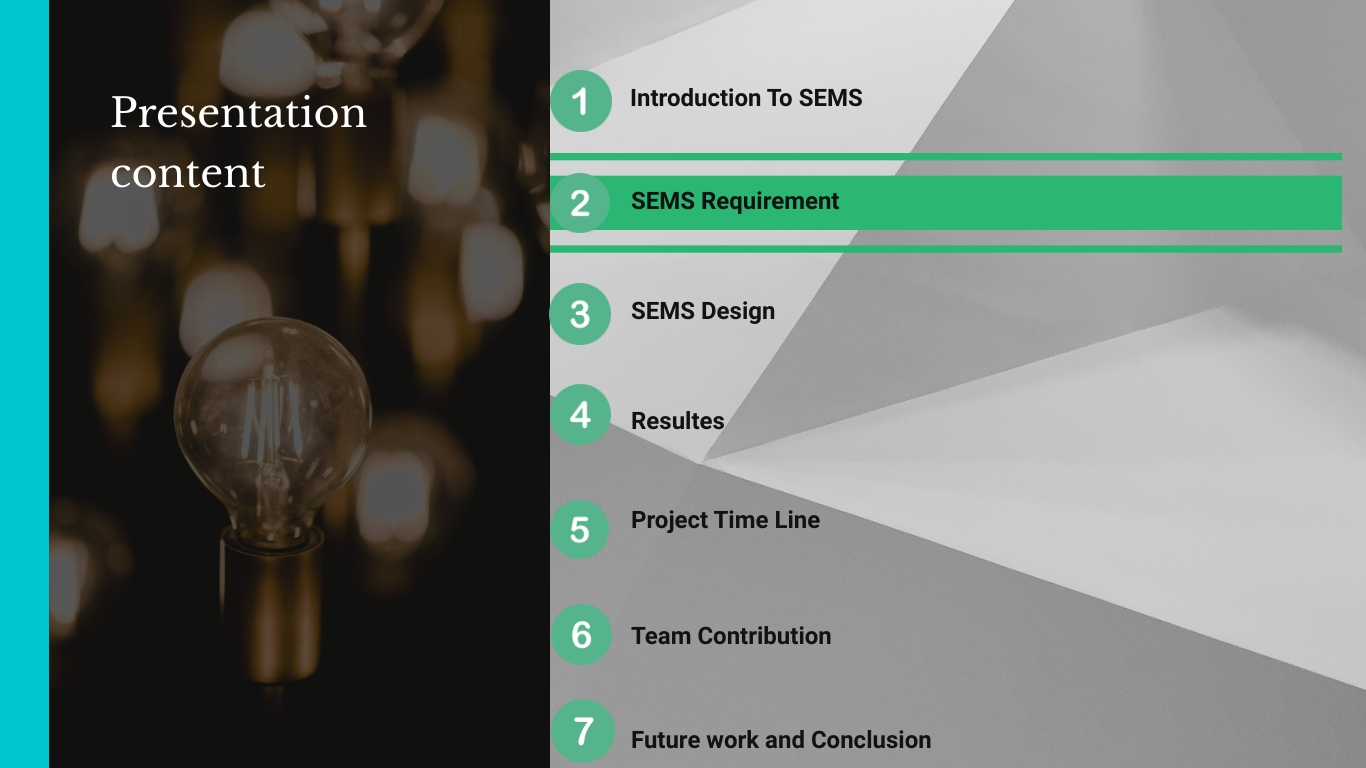 Presentation
content
1 Introduction To SEMS
2 SEMS Requirement
3 SEMS Design
4 Resultes
5 Project Time Line
6 Team Contribution
7 Future work and Conclusion